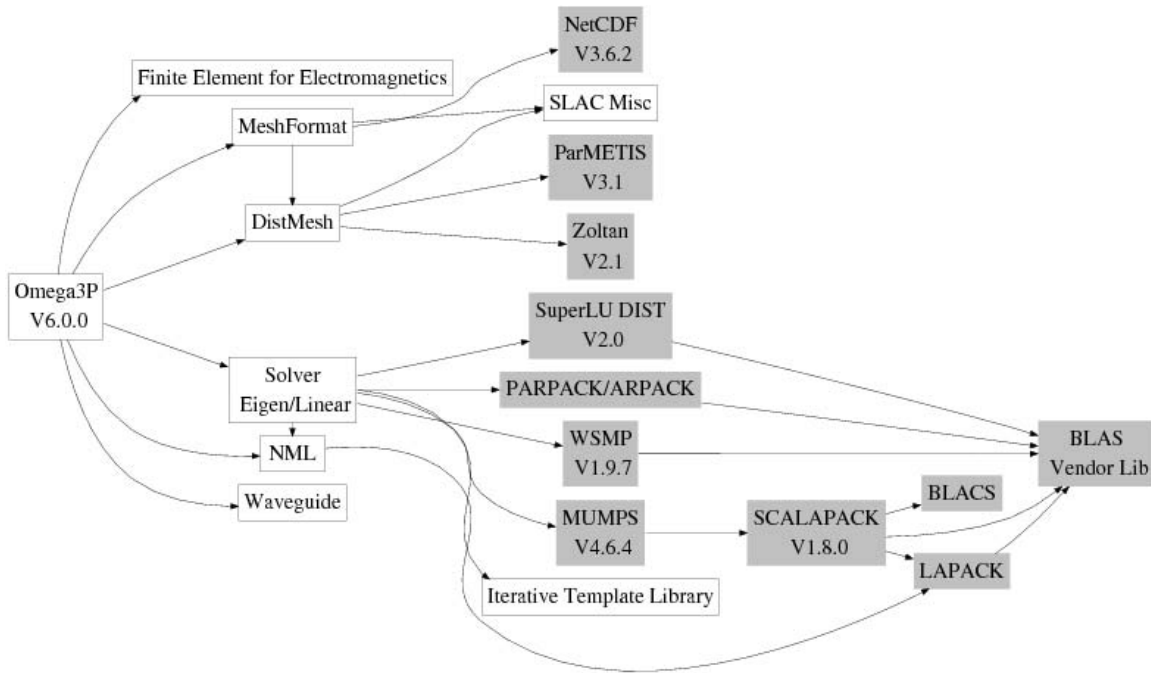 NetCDF
V3.6.2
Finite Element for Electromagnetics
SLAC Misc
MeshFormat
ParMETIS
V3.1
DistMesh
Zoltan
V2.1
Omega3P
V6.0.0
SuperLU DIST
V2.0
Solver
Eigen/Linear
PARPACK/ARPACK
NML
WSMP
V1.9.7
BLAS
Vendor Lib
Waveguide
BLACS
MUMPS
V4.6.4
SCALAPACK
V1.8.0
LAPACK
Iterative Template Library